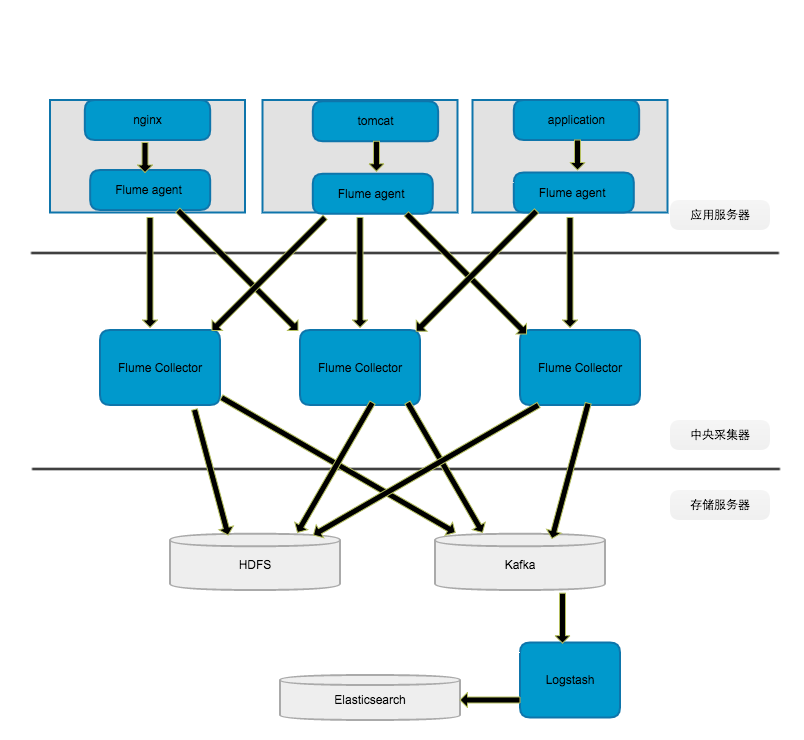 nginx
tomcat
application
Flume agent
Flume agent
Flume agent
应用服务器
Flume Collector
Flume Collector
Flume Collector
中央采集器
存储服务器
HDFS
Kafka
Logstash
Elasticsearch